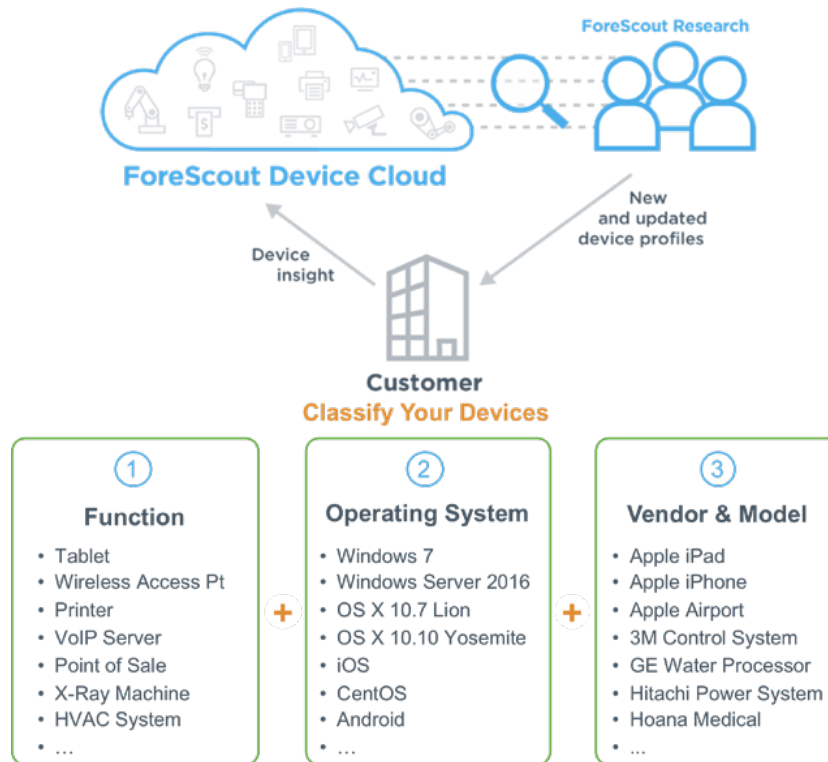 ForeScout Research
$
ForeScout Device Cloud
New
and updated
device profiles
Device
insight
Customer
Classify Your Devices
1
Function
• Tablet
• Wireless Access Pt
• Printer
• VoIP Server
• Point of Sale
• X-Ray Machine
• HVAC System
• …
+
2
Operating System
• Windows 7
• Windows Server 2016
• OS X 10.7 Lion
• OS X 10.10 Yosemite
• iOS
• CentOS
• Android
• …
+
3
Vendor & Model
• Apple iPad
• Apple iPhone
• Apple Airport
• 3M Control System
• GE Water Processor
• Hitachi Power System
• Hoana Medical
• ...